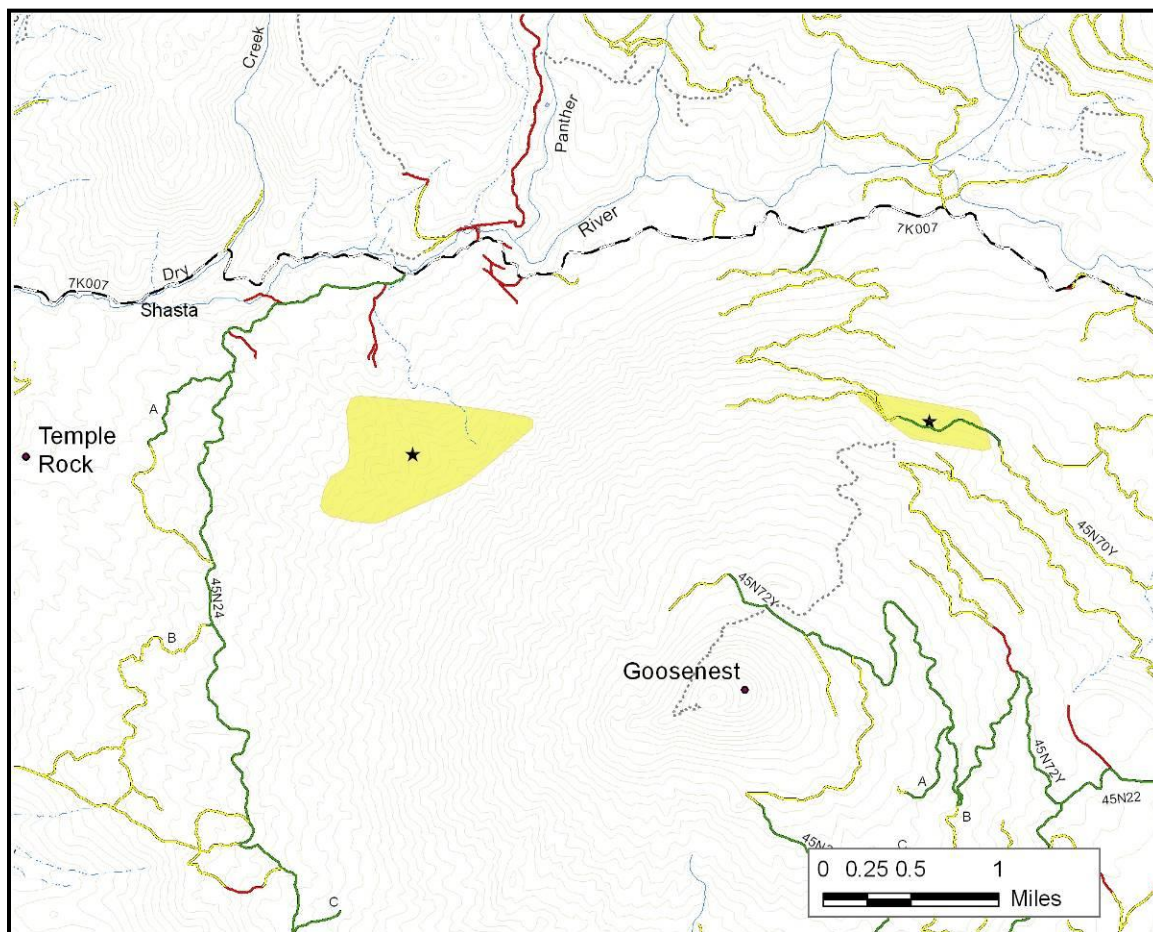 Creek
Panther
River
7K007
7K007
Dry
Shasta
A
Temple
Rock
45N70Y
45N24
45N72Y
B
Goosenest
45N72Y
A
B
45N22
C
C
0 0.25 0.5 1
Miles